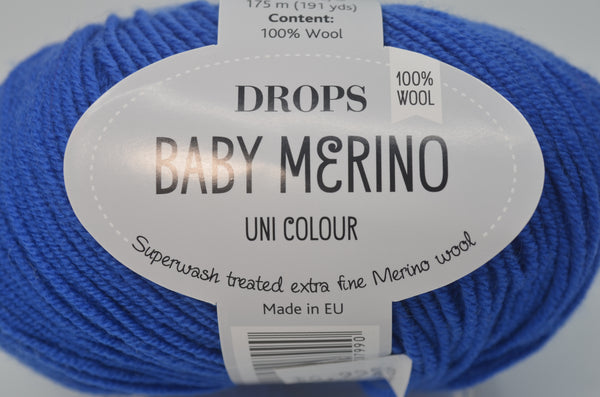 175 m (191 yds)
Content:
100% Wool
100%
WOOL
DROPS
BABY MERINO
UNI COLOUR
Superwash treated extra fine Merino wool
Made in EU